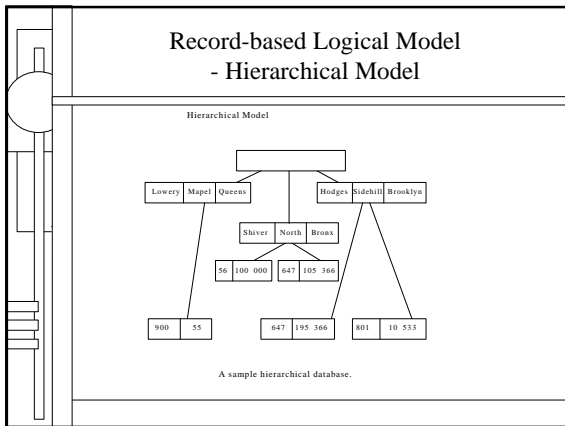 Record-based Logical Model
- Hierarchical Model
Hierarchical Model
Lowery Mapel Queens
Hodges Sidehill Brooklyn
Shiver North Bronx
56 100 000
647 105 366
900 55
647 195 366
801 10 533
A sample hierarchical database.